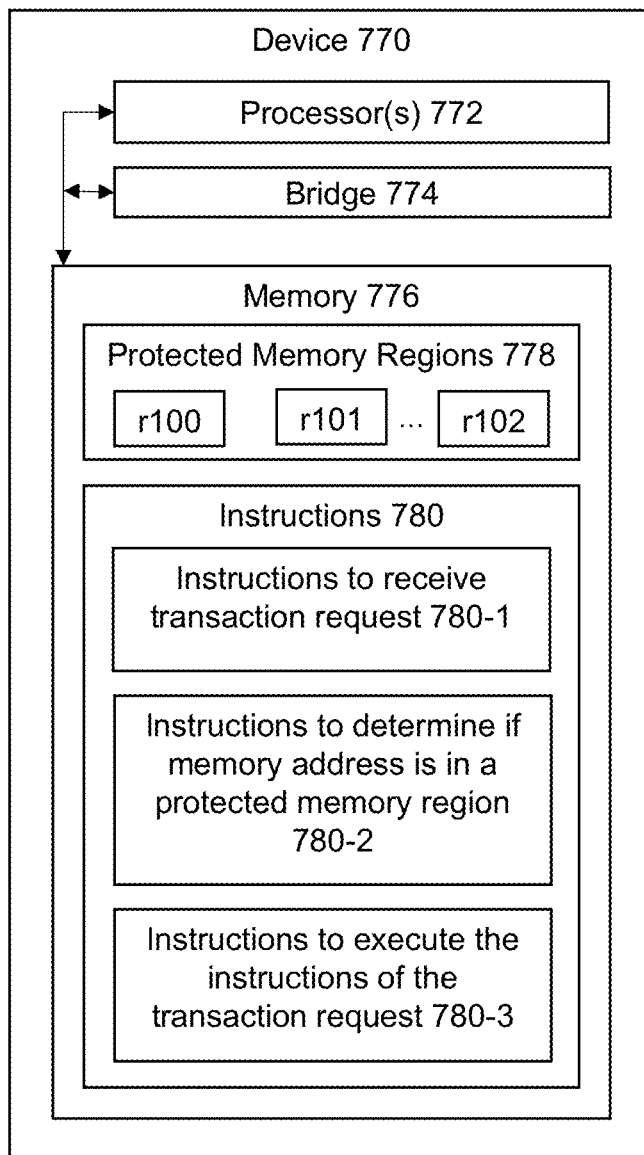 Device 770
Processor(s) 772
Bridge 774
Memory 776
Protected Memory Regions 778
r100 r101 ... r102
Instructions 780
Instructions to receive
transaction request 780-1
Instructions to determine if
memory address is in a
protected memory region
780-2
Instructions to execute the
instructions of the
transaction request 780-3